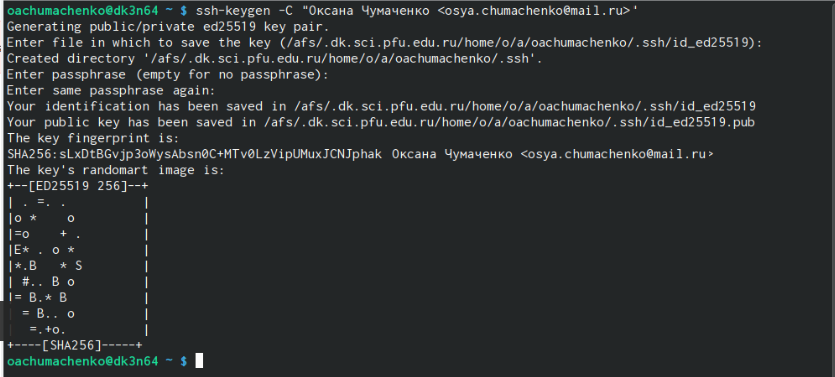 oachumachenko@dk3n64 ~ $ ssh-keygen -C "Оксана Чумаченко <osya.chumachenko@mail.ru>'
Generating public/private ed25519 key pair.
Enter file in which to save the key (/afs/.dk.sci.pfu.edu.ru/home/o/a/oachumachenko/.ssh/id_ed25519):
Created directory '/afs/.dk.sci.pfu.edu.ru/home/o/a/oachumachenko/.ssh'.
Enter passphrase (empty for no passphrase):
Enter same passphrase again:
Your identification has been saved in /afs/.dk.sci.pfu.edu.ru/home/o/a/oachumachenko/.ssh/id_ed25519
Your public key has been saved in /afs/.dk.sci.pfu.edu.ru/home/o/a/oachumachenko/.ssh/id_ed25519.pub
The key fingerprint is:
SHA256:sLxDtBGvjp3oWysAbsn0C+MTv0LzVipUMuxJCNJphak Оксана Чумаченко <osya.chumachenko@mail.ru>
The key's randomart image is:
+--[ED25519 256]--+
| . =. .          |
|o *    o         |
|=o    + .        |
|E* . o *         |
|*.B   * S        |
| #.. B o         |
|= B.* B          |
| = B.. o         |
|  =.+o.          |
+----[SHA256]-----+
oachumachenko@dk3n64 ~ $